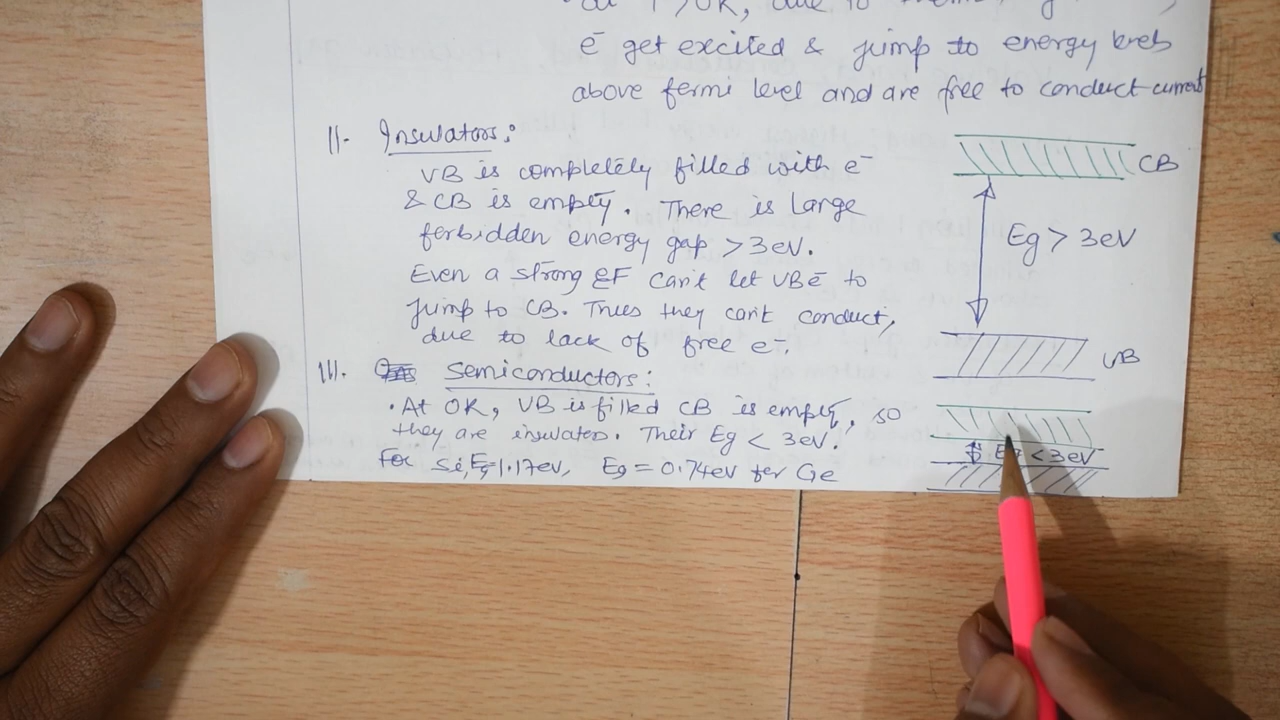 e̅ get excited & jump to energy levels
above fermi level and are free to conduct current
II. Insulators:
VB is completely filled with e⁻
& CB is empty. There is large
forbidden energy gap > 3eV.
Even a strong EF can't let VB e̅ to
jump to CB. Thus they can't conduct,
due to lack of free e⁻.
CB
Eg > 3eV
VB
III. Semiconductors:
• At 0K, VB is filled CB is empty, so
they are insulator. Their Eg < 3eV.
For Si, Eg=1.17eV, Eg = 0.74eV for Ge
Eg < 3eV